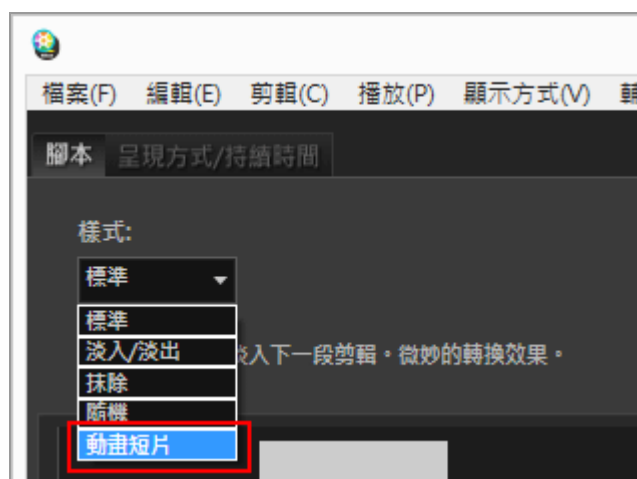 檔案(F) 編輯(E) 剪輯(C) 播放(P) 顯示方式(V)
腳本 呈現方式/持續時間
樣式:
標準
標準
淡入/淡出
淡入下一段剪輯。微妙的轉換效果。
抹除
隨機
動畫短片